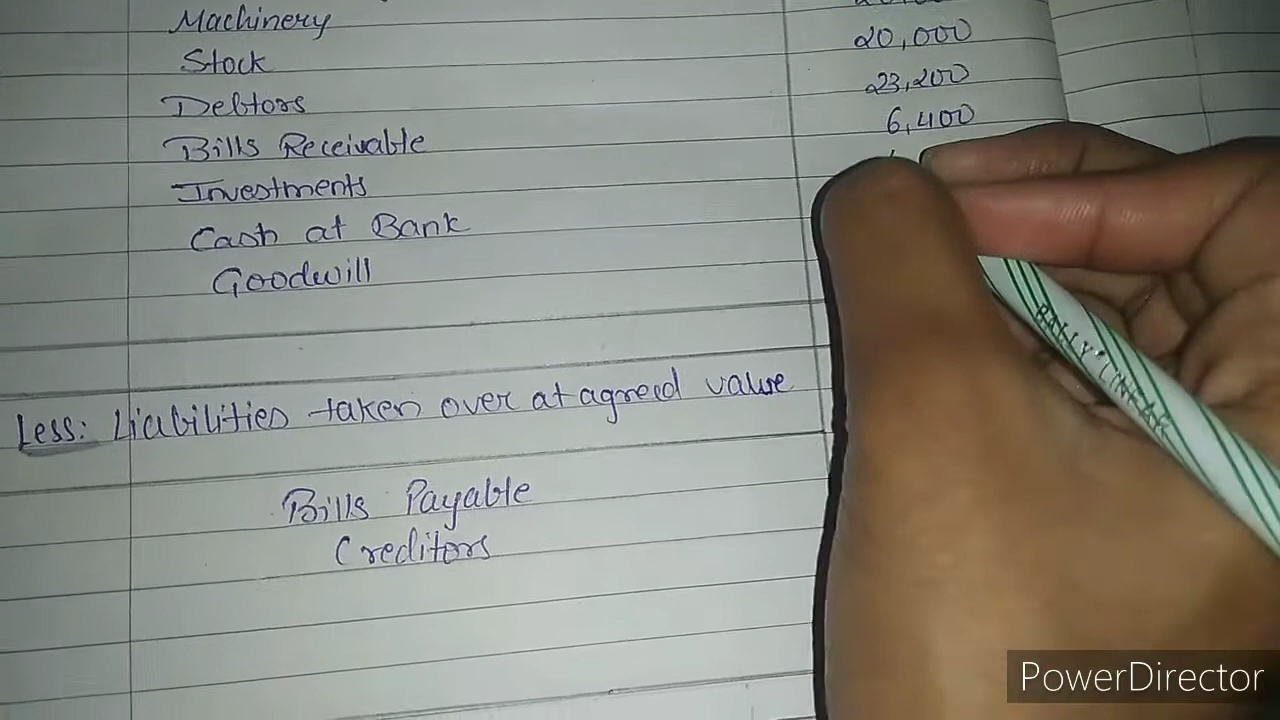 Machinery
Stock 20,000
Debtors 23,200
Bills Receivable 6,400
Investments
Cash at Bank
Goodwill
Less: Liabilities taken over at agreed value
Bills Payable
Creditors
PowerDirector